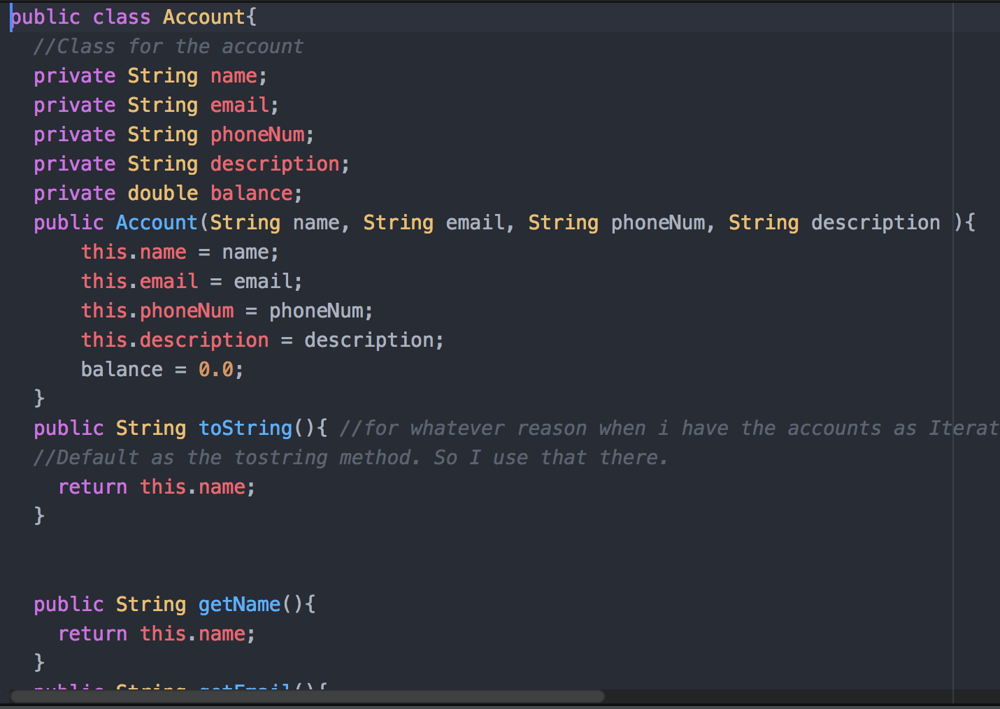 public class Account{
//Class for the account
private String name;
private String email;
private String phoneNum;
private String description;
private double balance;
public Account(String name, String email, String phoneNum, String description ){
this.name = name;
this.email = email;
this.phoneNum = phoneNum;
this.description = description;
balance = 0.0;
}
public String toString(){ //for whatever reason when i have the accounts as Iterat
//Default as the tostring method. So I use that there.
return this.name;
}
public String getName(){
return this.name;
}
public String getEmail(){